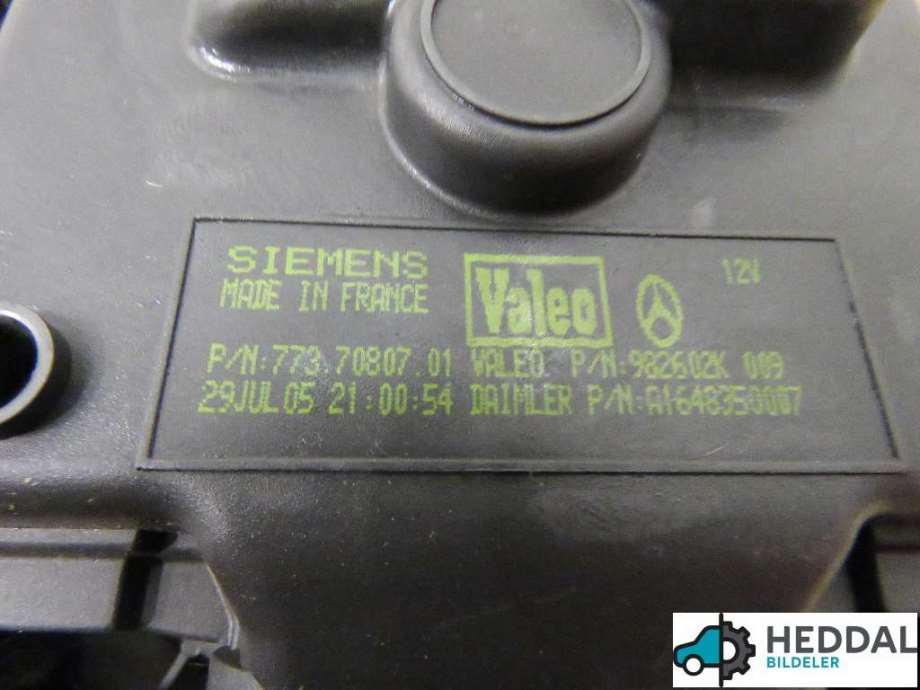 SIEMENS
MADE IN FRANCE
Valeo
12V
P/N:773.70807.01 VALEO P/N:982602K 009
29JUL05 21:00:54 DAIMLER P/N:A1648350007
HEDDAL
BILDELER